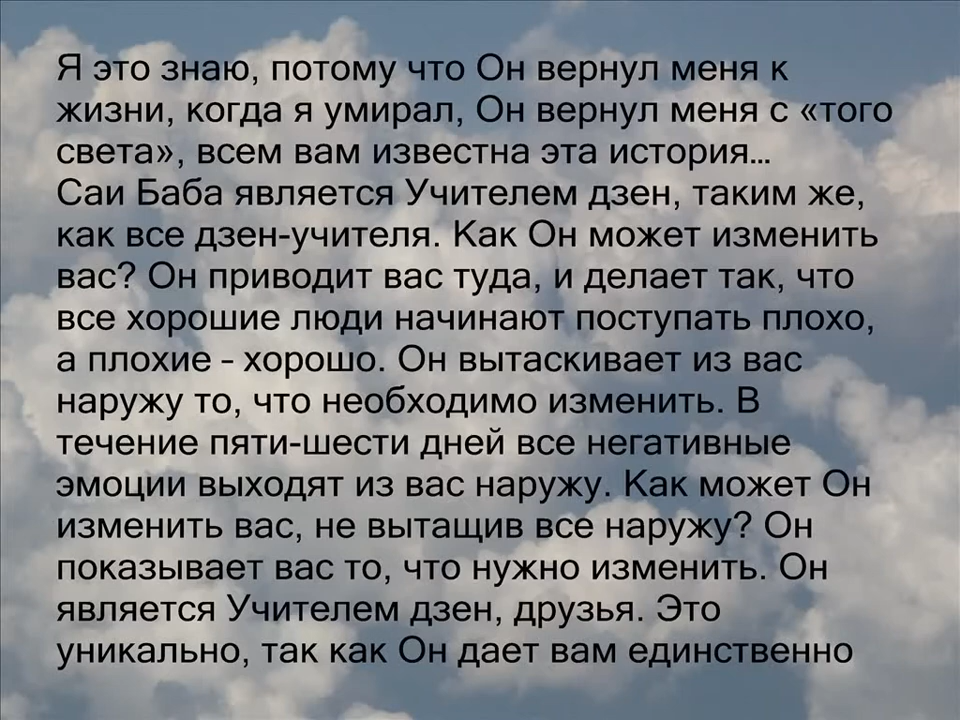 Я это знаю, потому что Он вернул меня к
жизни, когда я умирал, Он вернул меня с «того
света», всем вам известна эта история…
Саи Баба является Учителем дзен, таким же,
как все дзен-учителя. Как Он может изменить
вас? Он приводит вас туда, и делает так, что
все хорошие люди начинают поступать плохо,
а плохие – хорошо. Он вытаскивает из вас
наружу то, что необходимо изменить. В
течение пяти-шести дней все негативные
эмоции выходят из вас наружу. Как может Он
изменить вас, не вытащив все наружу? Он
показывает вас то, что нужно изменить. Он
является Учителем дзен, друзья. Это
уникально, так как Он дает вам единственно